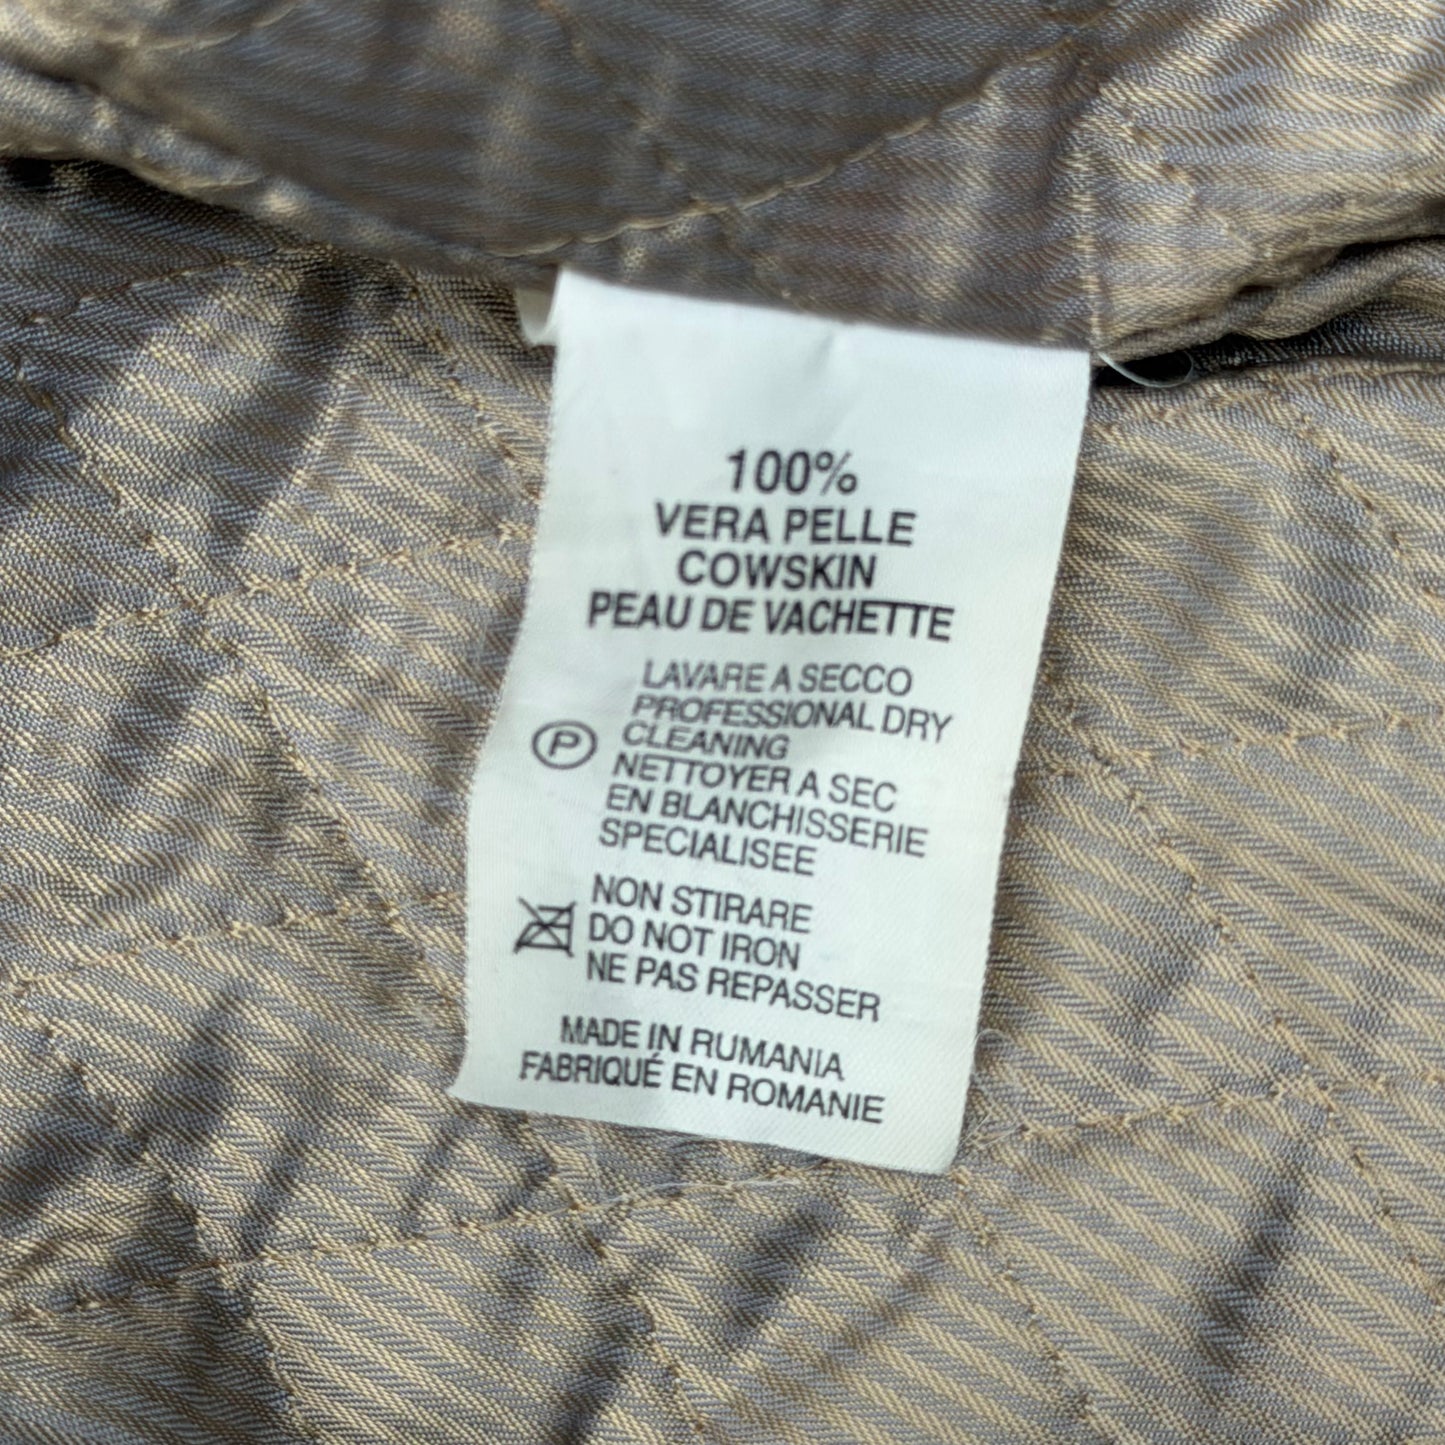 100%
VERA PELLE
COWSKIN
PEAU DE VACHETTE
LAVARE A SECCO
PROFESSIONAL DRY
CLEANING
P
NETTOYER A SEC
EN BLANCHISSERIE
SPECIALISEE
NON STIRARE
DO NOT IRON
NE PAS REPASSER
MADE IN RUMANIA
FABRIQUÉ EN ROMANIE